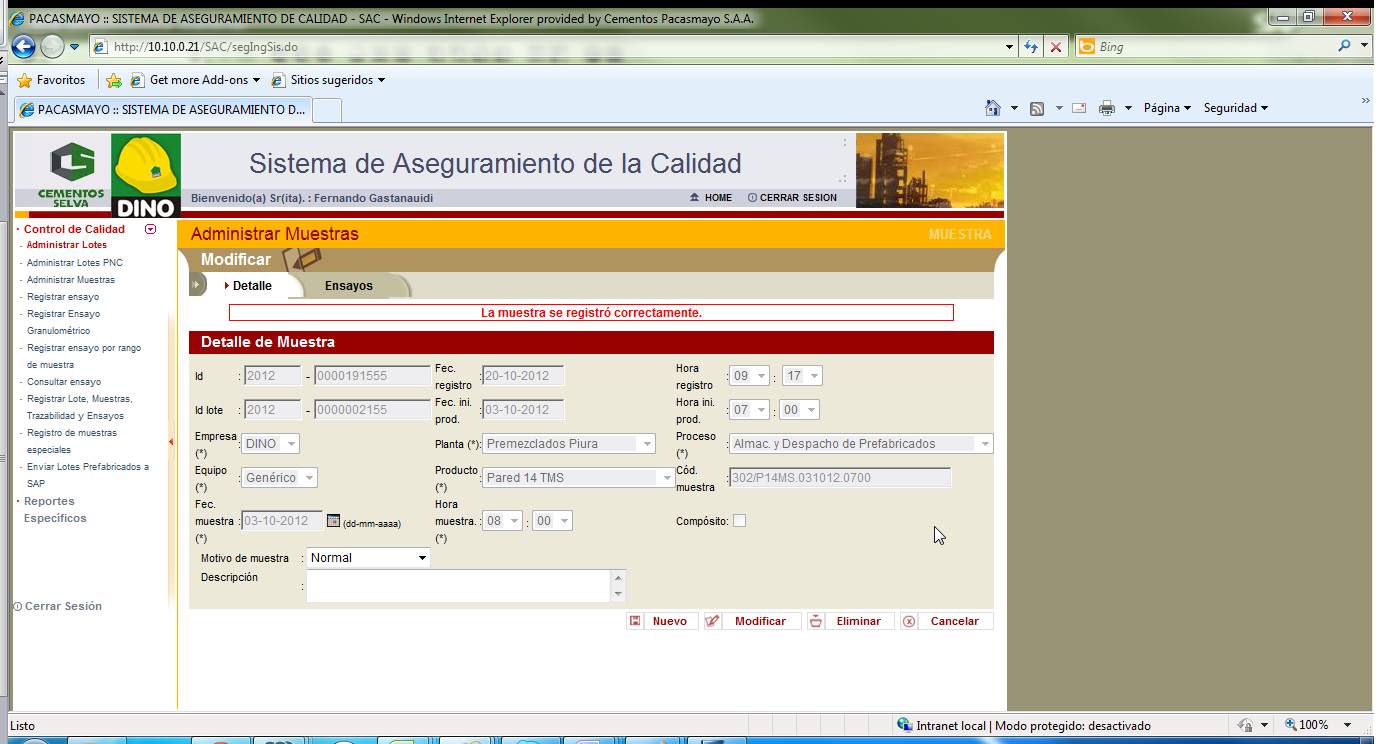 PACASMAYO :: SISTEMA DE ASEGURAMIENTO DE CALIDAD - SAC - Windows Internet Explorer provided by Cementos Pacasmayo S.A.A.
http://10.10.0.21/SAC/segIngSis.do
Bing
Favoritos Get more Add-ons Sitios sugeridos
PACASMAYO :: SISTEMA DE ASEGURAMIENTO D...
Página Seguridad »
CEMENTOS
SELVA
DINO
Sistema de Aseguramiento de la Calidad
Bienvenido(a) Sr(ita). : Fernando Gastanauidi HOME CERRAR SESION
· Control de Calidad
- Administrar Lotes
- Administrar Lotes PNC
- Administrar Muestras
- Registrar ensayo
- Registrar Ensayo
Granulométrico
- Registrar ensayo por rango
de muestra
- Consultar ensayo
- Registrar Lote, Muestras,
Trazabilidad y Ensayos
- Registro de muestras
especiales
- Enviar Lotes Prefabricados a
SAP
· Reportes
Específicos
Cerrar Sesión
Administrar Muestras MUESTRA
Modificar
Detalle Ensayos
La muestra se registró correctamente.
Detalle de Muestra
Id : 2012 - 0000191555 Fec. registro : 20-10-2012 Hora registro : 09 : 17
Id lote : 2012 - 0000002155 Fec. ini. prod. : 03-10-2012 Hora ini. prod. : 07 : 00
Empresa (*) : DINO Planta (*): Premezclados Piura Proceso (*) : Almac. y Despacho de Prefabricados
Equipo (*) : Genérico Producto (*) : Pared 14 TMS Cód. muestra : 302/P14MS.031012.0700
Fec. muestra (*) : 03-10-2012 (dd-mm-aaaa) Hora muestra. (*) : 08 : 00 Compósito:
Motivo de muestra : Normal
Descripción :
Nuevo Modificar Eliminar Cancelar
Listo Intranet local | Modo protegido: desactivado 100%